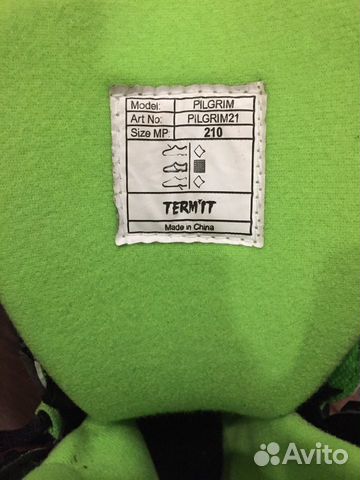 Model: PILGRIM
Art No: PILGRIM21
Size MP: 210
TERM'IT
Made in China
Avito